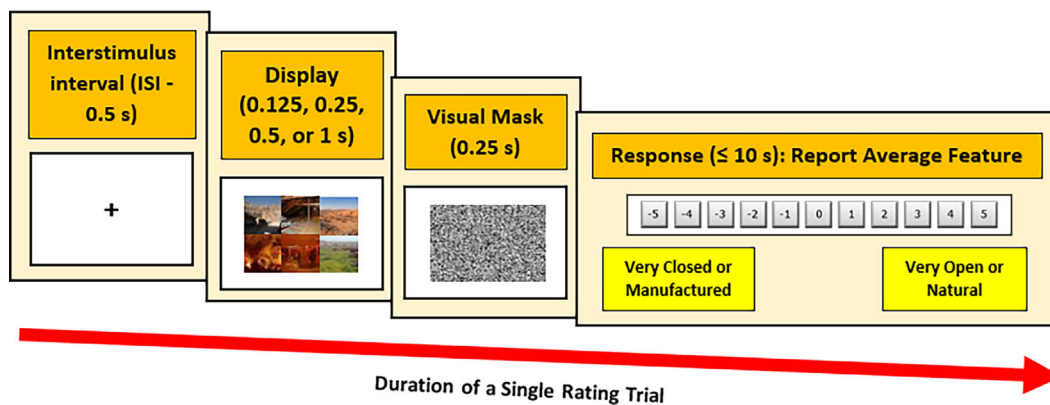 Interstimulus
interval (ISI -
0.5 s)
Display
(0.125, 0.25,
0.5, or 1 s)
Visual Mask
(0.25 s)
Response (≤ 10 s): Report Average Feature
-5 -4 -3 -2 -1 0 1 2 3 4 5
Very Closed or
Manufactured
Very Open or
Natural
Duration of a Single Rating Trial